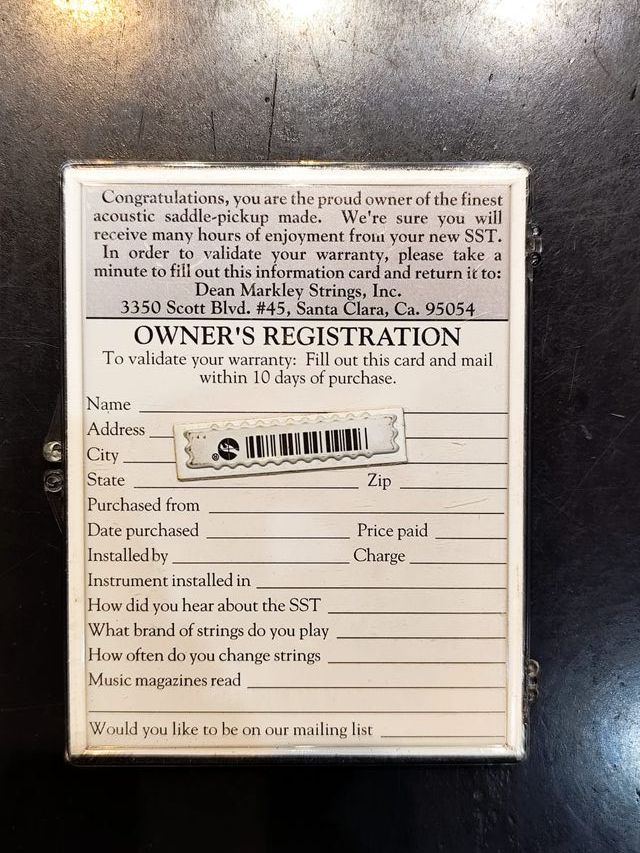 Congratulations, you are the proud owner of the finest
acoustic saddle-pickup made. We're sure you will
receive many hours of enjoyment from your new SST.
In order to validate your warranty, please take a
minute to fill out this information card and return it to:
Dean Markley Strings, Inc.
3350 Scott Blvd. #45, Santa Clara, Ca. 95054
OWNER'S REGISTRATION
To validate your warranty: Fill out this card and mail
within 10 days of purchase.
Name
Address
City
State Zip
Purchased from
Date purchased Price paid
Installed by Charge
Instrument installed in
How did you hear about the SST
What brand of strings do you play
How often do you change strings
Music magazines read
Would you like to be on our mailing list